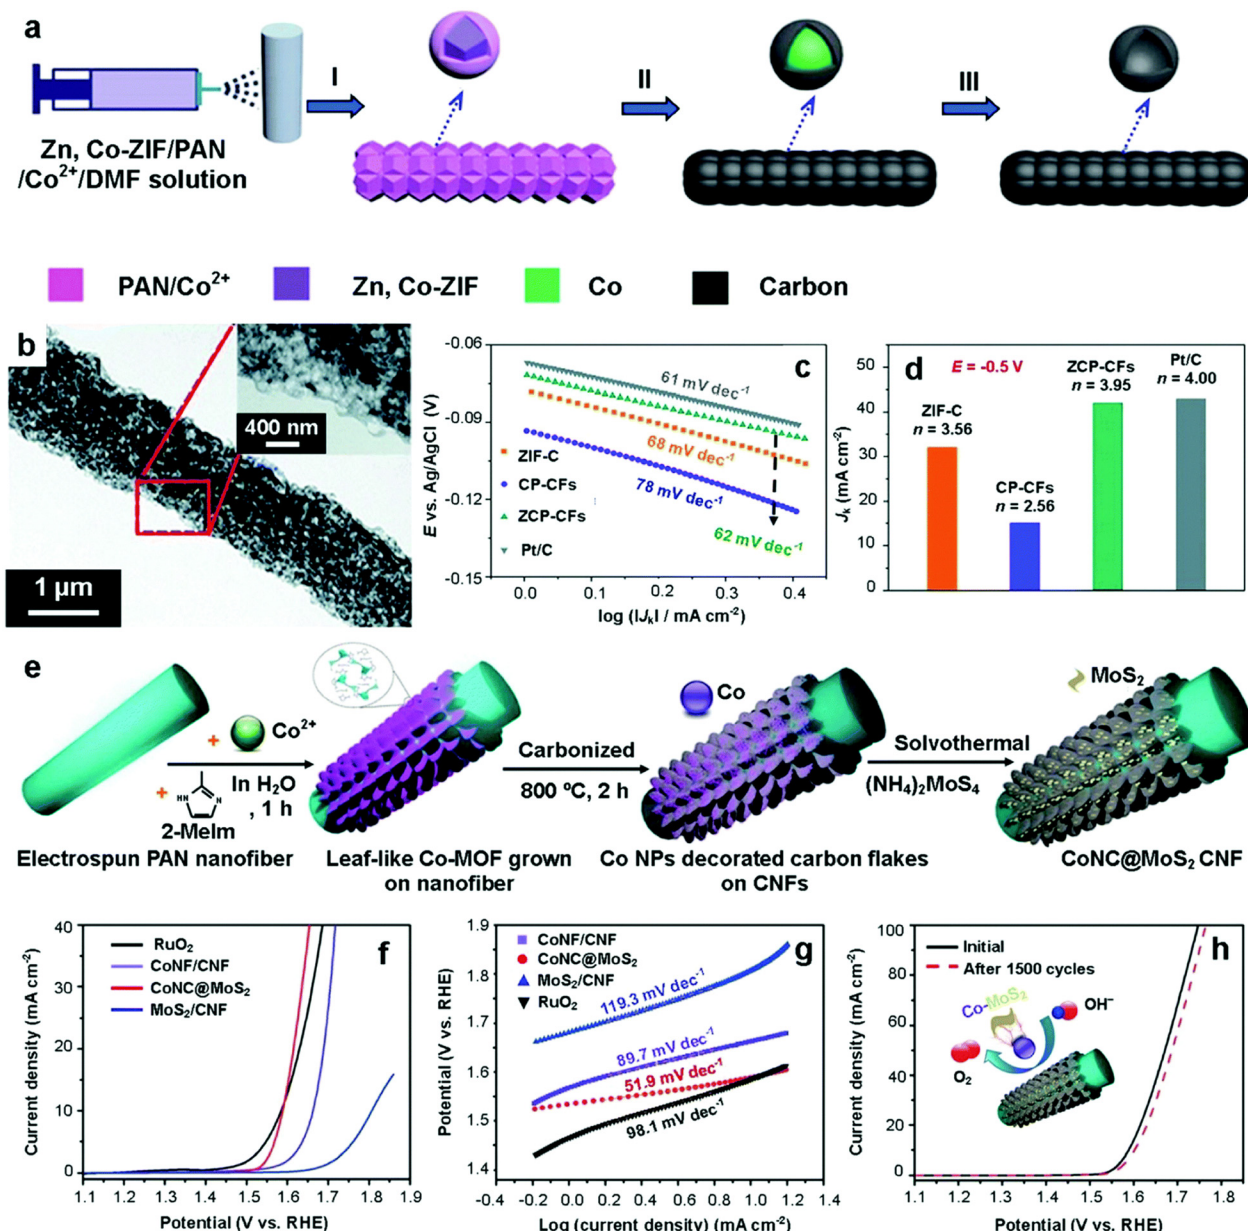 a
I
II
III
Zn, Co-ZIF/PAN
/Co²⁺/DMF solution
PAN/Co²⁺
Zn, Co-ZIF
Co
Carbon
b
400 nm
1 µm
c
-0.06
-0.09
-0.12
-0.15
E vs. Ag/AgCl (V)
61 mV dec⁻¹
68 mV dec⁻¹
78 mV dec⁻¹
62 mV dec⁻¹
ZIF-C
CP-CFs
ZCP-CFs
Pt/C
0.0 0.1 0.2 0.3 0.4
log (|Jₖ| / mA cm⁻²)
d
E = -0.5 V
50
40
30
20
10
0
Jₖ (mA cm⁻²)
ZIF-C
n = 3.56
CP-CFs
n = 2.56
ZCP-CFs
n = 3.95
Pt/C
n = 4.00
e
+ Co²⁺
In H₂O
, 1 h
+ HN N
2-MeIm
Electrospun PAN nanofiber
Leaf-like Co-MOF grown
on nanofiber
Carbonized
800 ºC, 2 h
Co
Co NPs decorated carbon flakes
on CNFs
Solvothermal
(NH₄)₂MoS₄
MoS₂
CoNC@MoS₂ CNF
f
40
30
20
10
0
Current density (mA cm⁻²)
RuO₂
CoNF/CNF
CoNC@MoS₂
MoS₂/CNF
1.1 1.2 1.3 1.4 1.5 1.6 1.7 1.8 1.9
Potential (V vs. RHE)
g
1.9
1.8
1.7
1.6
1.5
1.4
Potential (V vs. RHE)
CoNF/CNF
CoNC@MoS₂
MoS₂/CNF
RuO₂
119.3 mV dec⁻¹
89.7 mV dec⁻¹
51.9 mV dec⁻¹
98.1 mV dec⁻¹
-0.4 -0.2 0.0 0.2 0.4 0.6 0.8 1.0 1.2 1.4
Log (current density) (mA cm⁻²)
h
100
80
60
40
20
0
Current density (mA cm⁻²)
Initial
After 1500 cycles
Co-MoS₂
OH⁻
O₂
1.1 1.2 1.3 1.4 1.5 1.6 1.7 1.8
Potential (V vs. RHE)